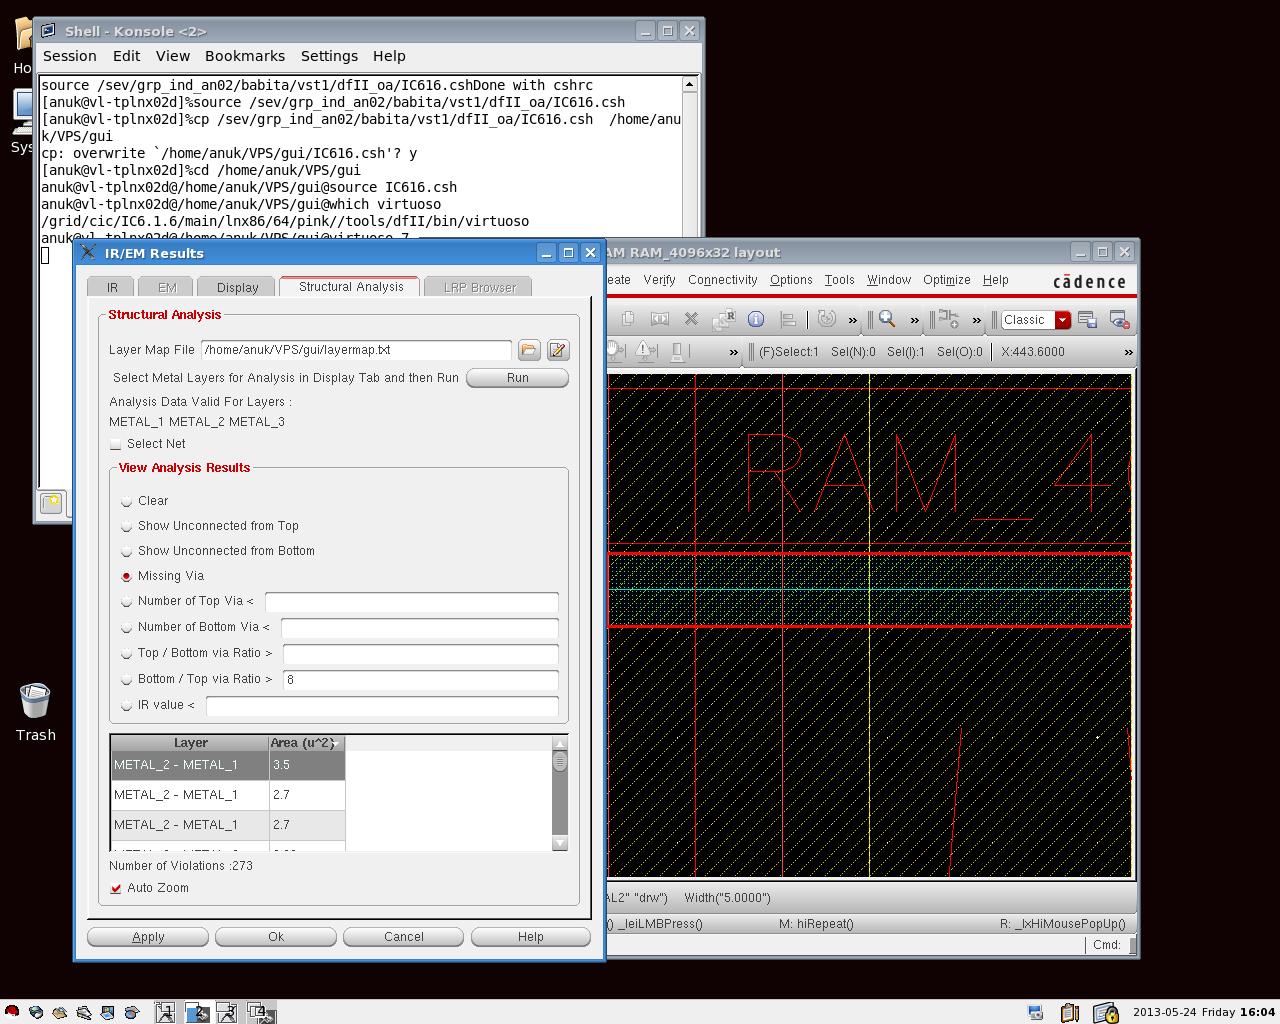 Shell - Konsole <2>
Session Edit View Bookmarks Settings Help
source /sev/grp_ind_an02/babita/vst1/dfII_oa/IC616.cshDone with cshrc
[anuk@vl-tplnx02d]%source /sev/grp_ind_an02/babita/vst1/dfII_oa/IC616.csh
[anuk@vl-tplnx02d]%cp /sev/grp_ind_an02/babita/vst1/dfII_oa/IC616.csh  /home/anu
k/VPS/gui
cp: overwrite `/home/anuk/VPS/gui/IC616.csh'? y
[anuk@vl-tplnx02d]%cd /home/anuk/VPS/gui
anuk@vl-tplnx02d@/home/anuk/VPS/gui@source IC616.csh
anuk@vl-tplnx02d@/home/anuk/VPS/gui@which virtuoso
/grid/cic/IC6.1.6/main/lnx86/64/pink//tools/dfII/bin/virtuoso
anuk@vl-tplnx02d@/home/anuk/VPS/gui@virtuoso
Ho
Sys
Trash
IR/EM Results
IR EM Display Structural Analysis LRP Browser
Structural Analysis
Layer Map File /home/anuk/VPS/gui/layermap.txt
Select Metal Layers for Analysis in Display Tab and then Run Run
Analysis Data Valid For Layers :
METAL_1 METAL_2 METAL_3
Select Net
View Analysis Results
Clear
Show Unconnected from Top
Show Unconnected from Bottom
Missing Via
Number of Top Via <
Number of Bottom Via <
Top / Bottom via Ratio >
Bottom / Top via Ratio > 8
IR value <
Layer Area (u^2)
METAL_2 - METAL_1 3.5
METAL_2 - METAL_1 2.7
METAL_2 - METAL_1 2.7
Number of Violations :273
Auto Zoom
Apply Ok Cancel Help
AM RAM_4096x32 layout
eate Verify Connectivity Options Tools Window Optimize Help cādence
» » » Classic
» (F)Select:1 Sel(N):0 Sel(I):1 Sel(O):0 X:443.6000 »
RAM_4
AL2" "drw") Width("5.0000")
() _leiLMBPress() M: hiRepeat() R: _lxHiMousePopUp()
Cmd:
1 2 3 4
2013-05-24 Friday 16:04